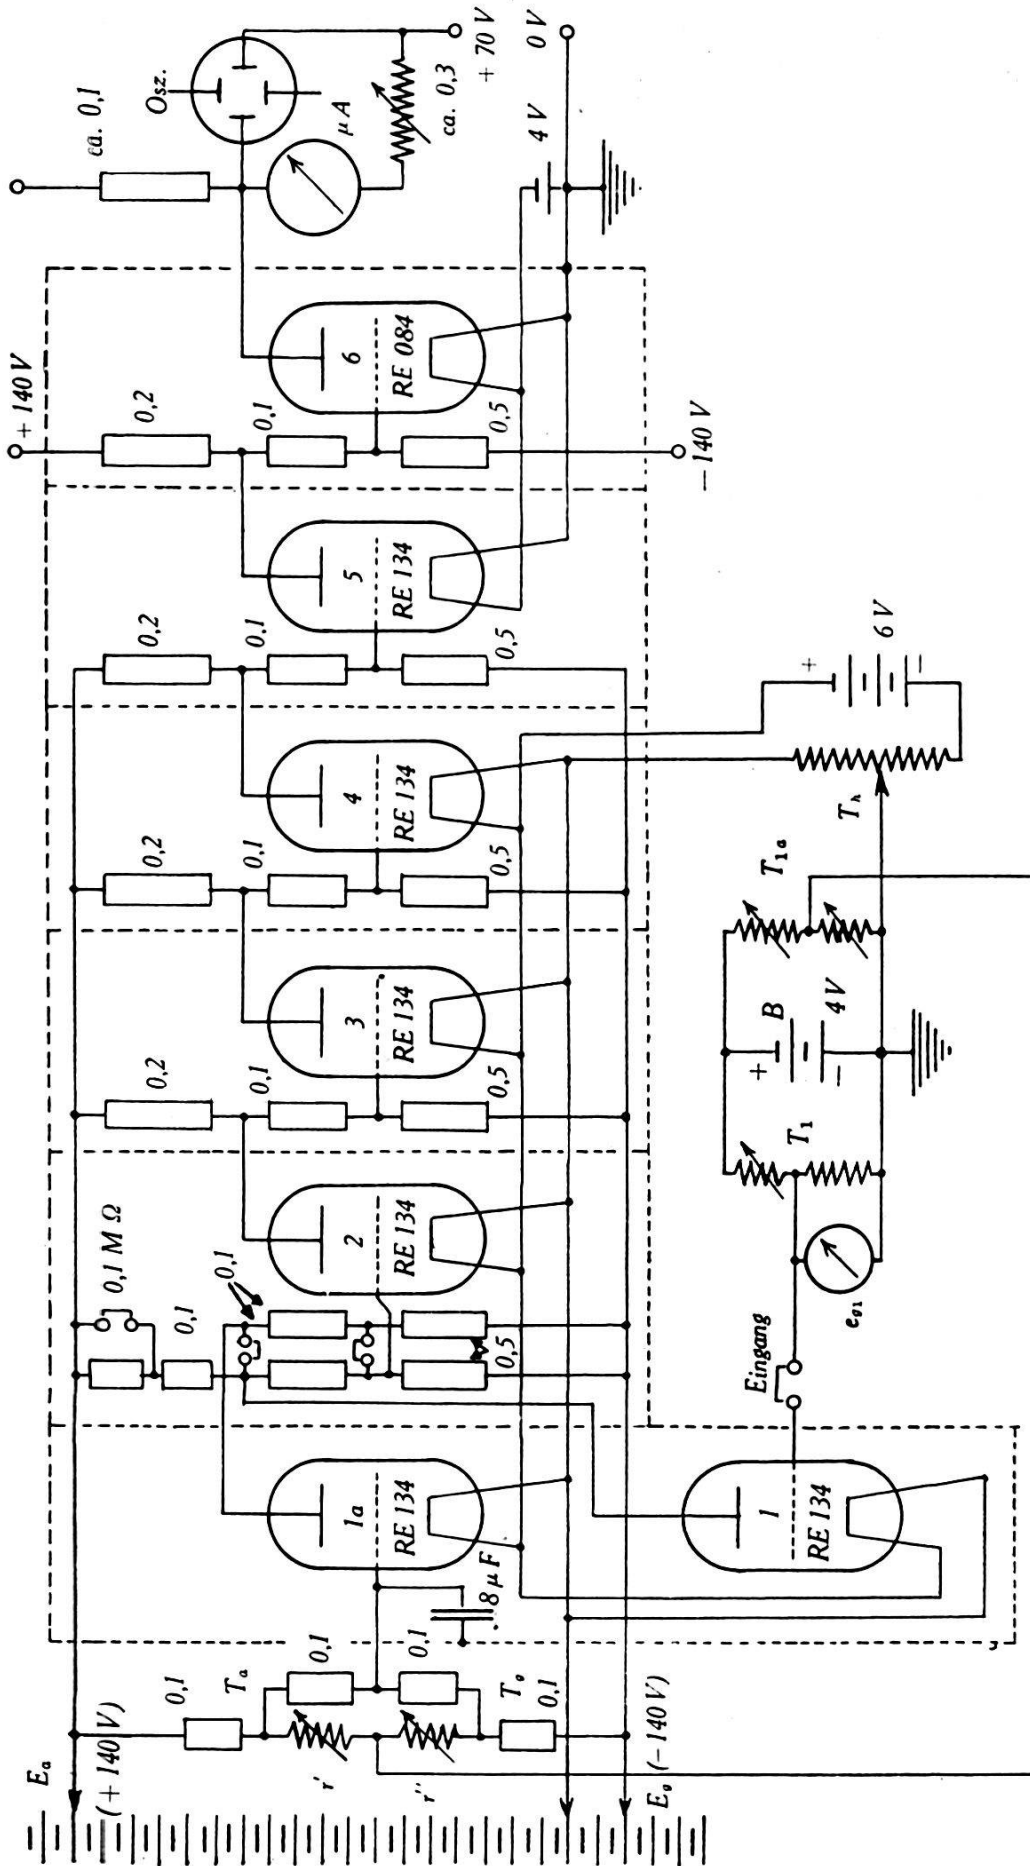 + 140 V
ca. 0,1
Osz.
μA
ca. 0,3
+ 70 V
4 V
0 V
Ea
(+ 140 V)
0,1 M Ω
0,1
0,2
0,2
0,2
0,2
0,1
Ta
0,1
0,1
0,1
0,1
0,1
0,1
r'
r''
0,1
To
0,1
8 μF
1a
RE 134
2
RE 134
3
RE 134
4
RE 134
5
RE 134
6
RE 084
0,5
0,5
0,5
0,5
0,5
(− 140 V)
— 140 V
1
RE 134
Eingang
T1
+ B
− 4 V
T1a
Th
+
6 V
−